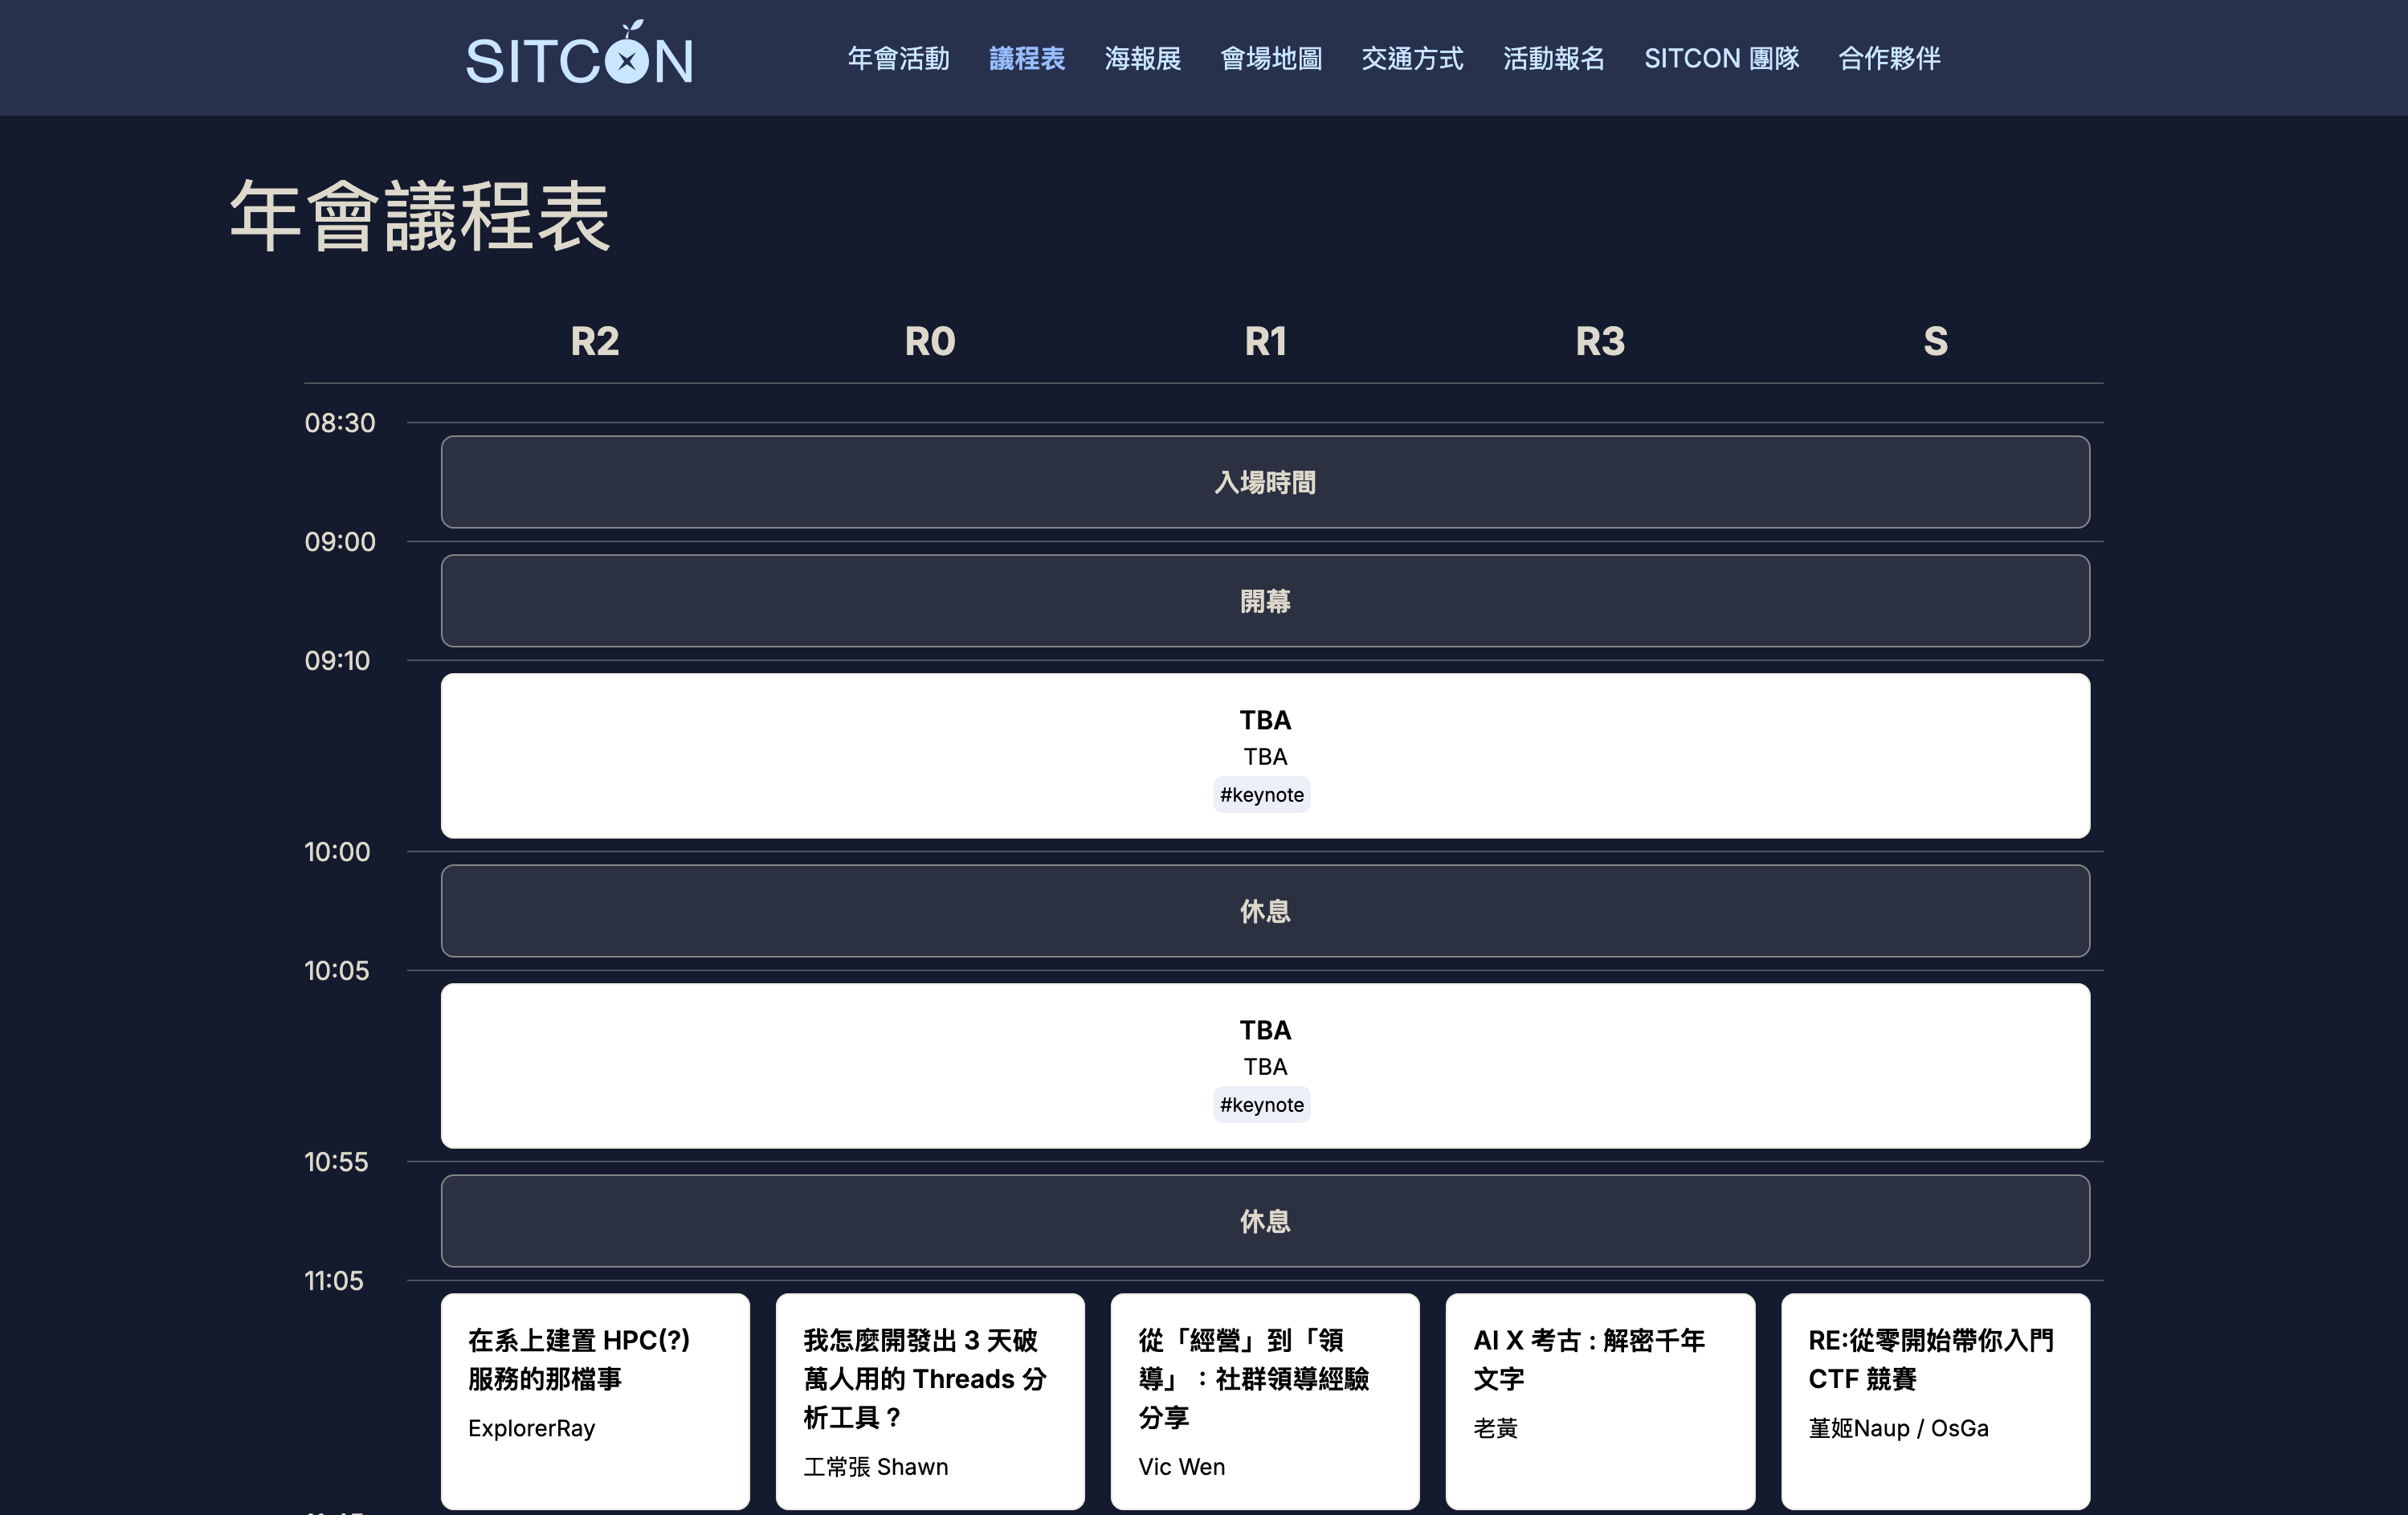 SITCON
年會活動
議程表
海報展
會場地圖
交通方式
活動報名
SITCON 團隊
合作夥伴
年會議程表
R2
R0
R1
R3
S
08:30
入場時間
09:00
開幕
09:10
TBA
TBA
#keynote
10:00
休息
10:05
TBA
TBA
#keynote
10:55
休息
11:05
在系上建置 HPC(?)
服務的那檔事
ExplorerRay
我怎麼開發出 3 天破
萬人用的 Threads 分
析工具？
工常張 Shawn
從「經營」到「領
導」：社群領導經驗
分享
Vic Wen
AI X 考古：解密千年
文字
老黃
RE:從零開始帶你入門
CTF 競賽
堇姬Naup / OsGa